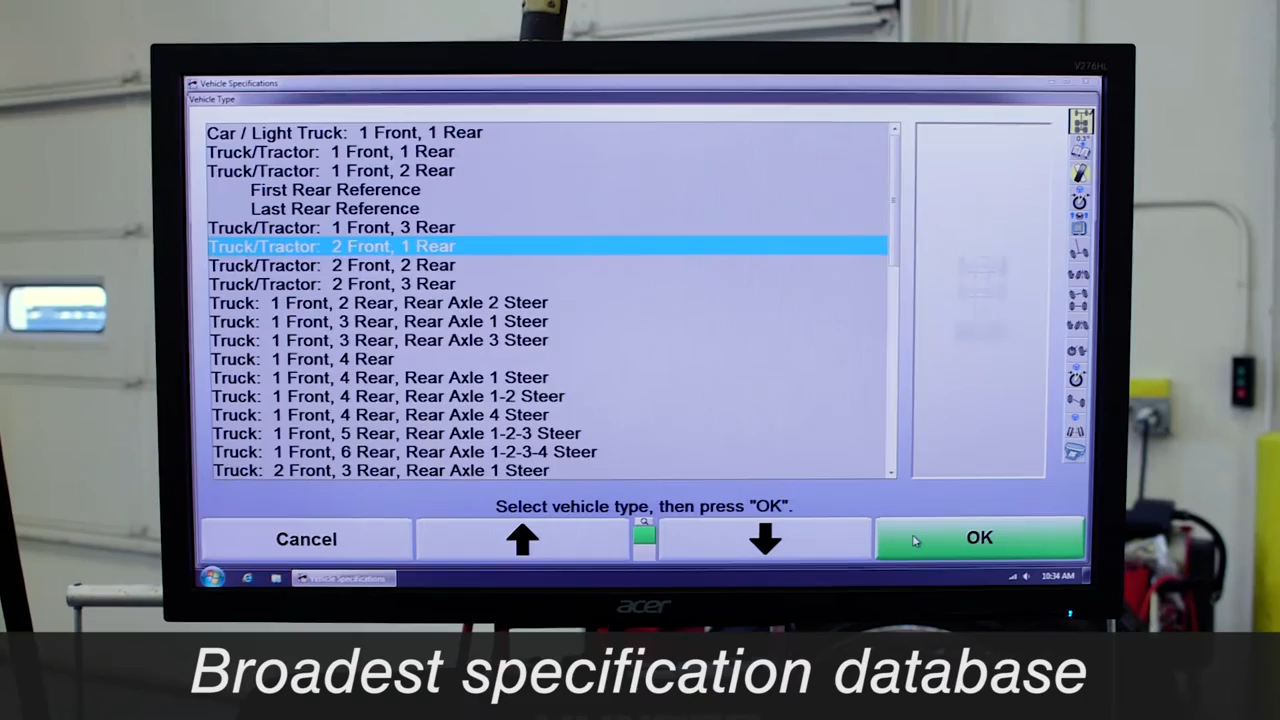 V276HL
Vehicle Specifications
Vehicle Type
Car / Light Truck: 1 Front, 1 Rear
Truck/Tractor: 1 Front, 1 Rear
Truck/Tractor: 1 Front, 2 Rear
First Rear Reference
Last Rear Reference
Truck/Tractor: 1 Front, 3 Rear
Truck/Tractor: 2 Front, 1 Rear
Truck/Tractor: 2 Front, 2 Rear
Truck/Tractor: 2 Front, 3 Rear
Truck: 1 Front, 2 Rear, Rear Axle 2 Steer
Truck: 1 Front, 3 Rear, Rear Axle 1 Steer
Truck: 1 Front, 3 Rear, Rear Axle 3 Steer
Truck: 1 Front, 4 Rear
Truck: 1 Front, 4 Rear, Rear Axle 1 Steer
Truck: 1 Front, 4 Rear, Rear Axle 1-2 Steer
Truck: 1 Front, 4 Rear, Rear Axle 4 Steer
Truck: 1 Front, 5 Rear, Rear Axle 1-2-3 Steer
Truck: 1 Front, 6 Rear, Rear Axle 1-2-3-4 Steer
Truck: 2 Front, 3 Rear, Rear Axle 1 Steer
Select vehicle type, then press "OK".
Cancel
OK
Vehicle Specifications
10:34 AM
acer
Broadest specification database